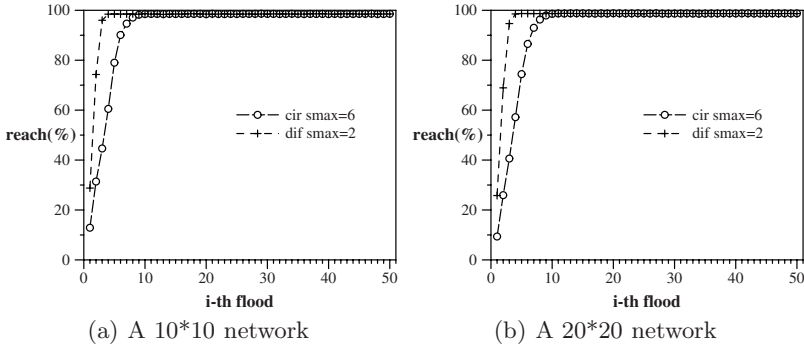 100
80
60
40
20
0
reach(%)
cir smax=6
dif smax=2
0 10 20 30 40 50
i-th flood
(a) A 10*10 network
100
80
60
40
20
0
reach(%)
cir smax=6
dif smax=2
0 10 20 30 40 50
i-th flood
(b) A 20*20 network